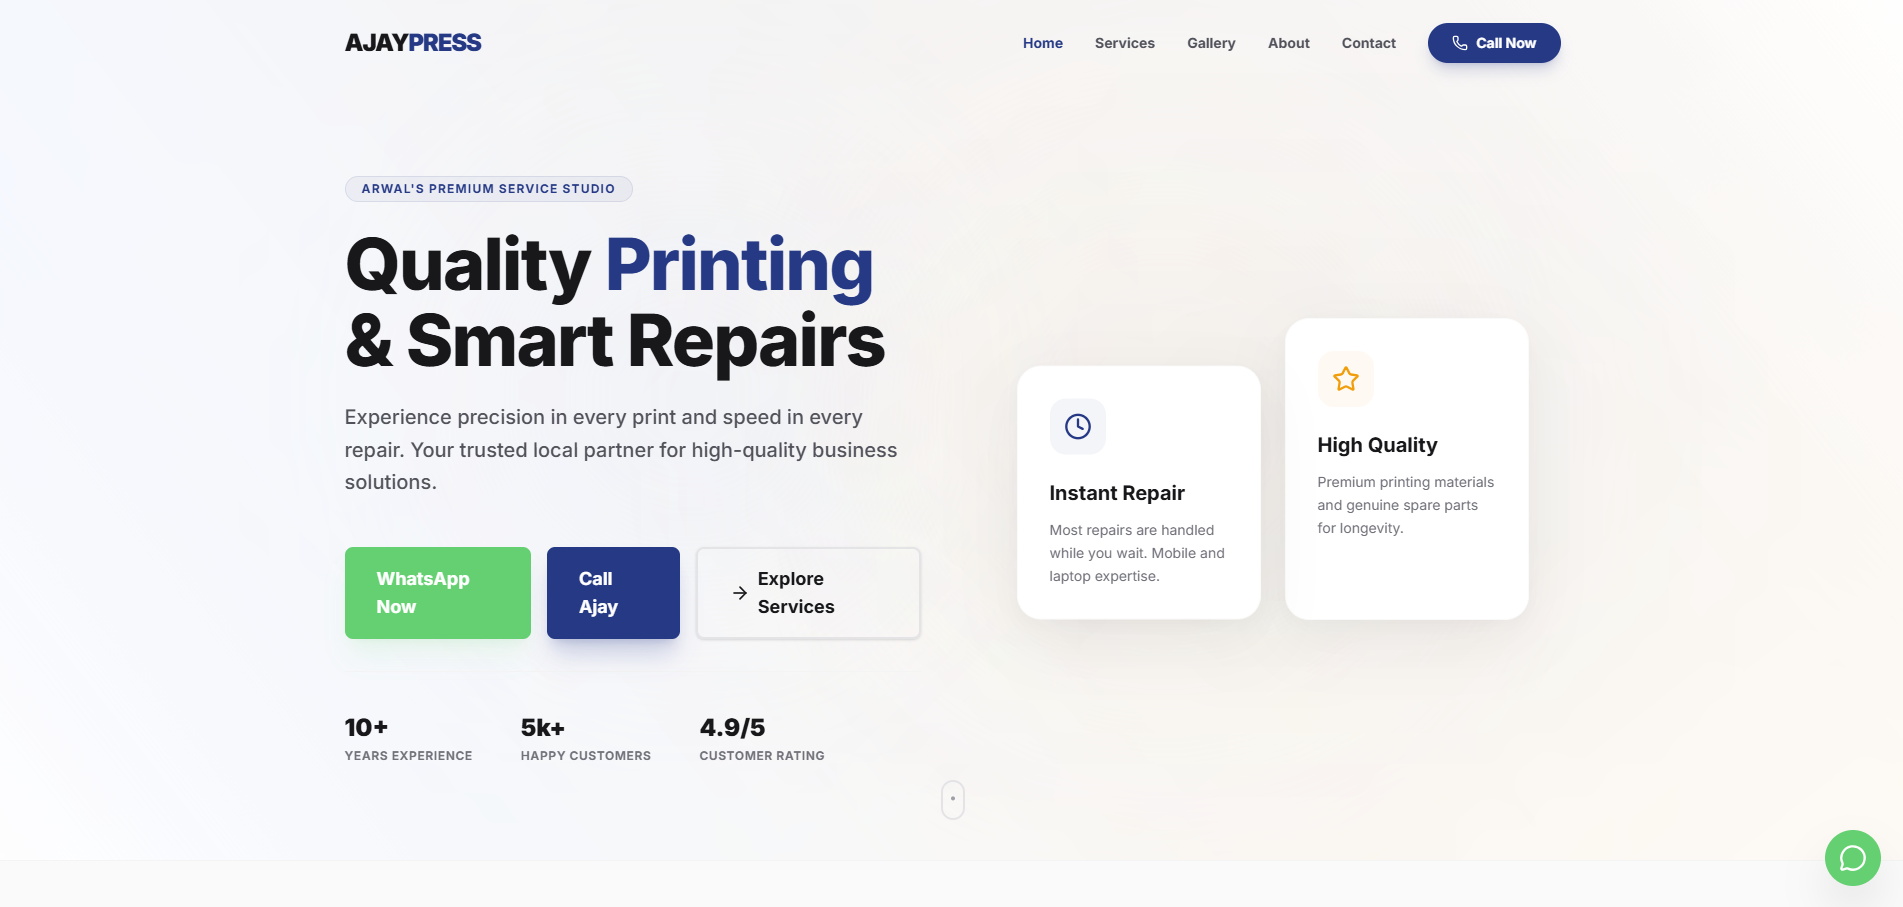 AJAYPRESS
Home
Services
Gallery
About
Contact
Call Now
ARWAL'S PREMIUM SERVICE STUDIO
Quality Printing
& Smart Repairs
Experience precision in every print and speed in every
repair. Your trusted local partner for high-quality business
solutions.
WhatsApp
Now
Call
Ajay
Explore
Services
10+
YEARS EXPERIENCE
5k+
HAPPY CUSTOMERS
4.9/5
CUSTOMER RATING
Instant Repair
Most repairs are handled
while you wait. Mobile and
laptop expertise.
High Quality
Premium printing materials
and genuine spare parts
for longevity.